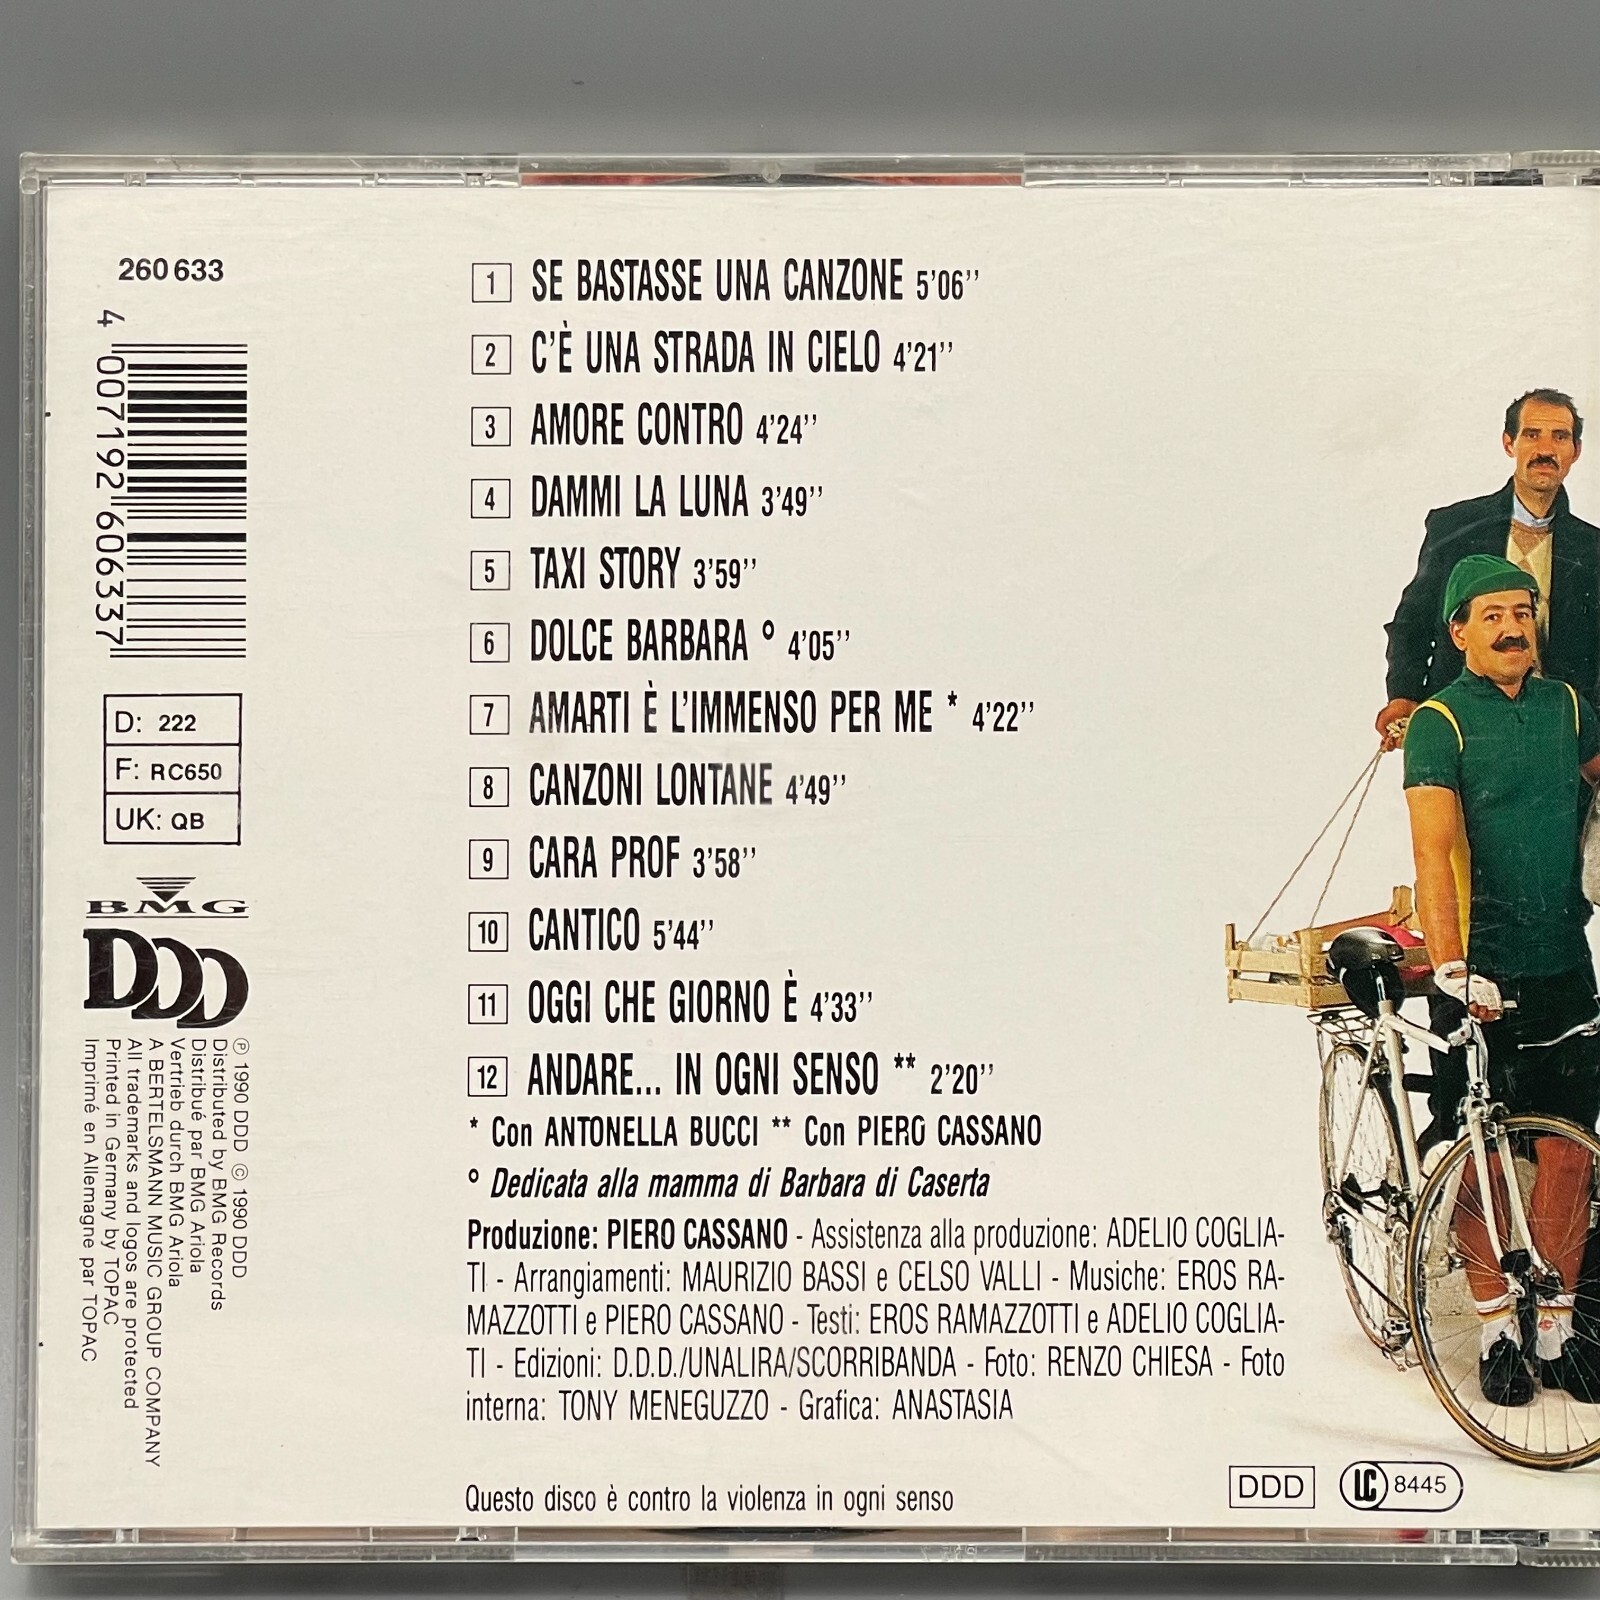 260 633
4 007192 606337
D: 222
F: RC650
UK: QB
BMG
DDD
℗ 1990 DDD © 1990 DDD
Distributed by BMG Records
Distribué par BMG Ariola
Vertrieb durch BMG Ariola
A BERTELSMANN MUSIC GROUP COMPANY
All trademarks and logos are protected
Printed in Germany by TOPAC
Imprimé en Allemagne par TOPAC
1 SE BASTASSE UNA CANZONE 5'06''
2 C'È UNA STRADA IN CIELO 4'21''
3 AMORE CONTRO 4'24''
4 DAMMI LA LUNA 3'49''
5 TAXI STORY 3'59''
6 DOLCE BARBARA ° 4'05''
7 AMARTI È L'IMMENSO PER ME * 4'22''
8 CANZONI LONTANE 4'49''
9 CARA PROF 3'58''
10 CANTICO 5'44''
11 OGGI CHE GIORNO È 4'33''
12 ANDARE... IN OGNI SENSO ** 2'20''
* Con ANTONELLA BUCCI ** Con PIERO CASSANO
° Dedicata alla mamma di Barbara di Caserta
Produzione: PIERO CASSANO - Assistenza alla produzione: ADELIO COGLIA-
TI - Arrangiamenti: MAURIZIO BASSI e CELSO VALLI - Musiche: EROS RA-
MAZZOTTI e PIERO CASSANO - Testi: EROS RAMAZZOTTI e ADELIO COGLIA-
TI - Edizioni: D.D.D./UNALIRA/SCORRIBANDA - Foto: RENZO CHIESA - Foto
interna: TONY MENEGUZZO - Grafica: ANASTASIA
Questo disco è contro la violenza in ogni senso
DDD
LC 8445